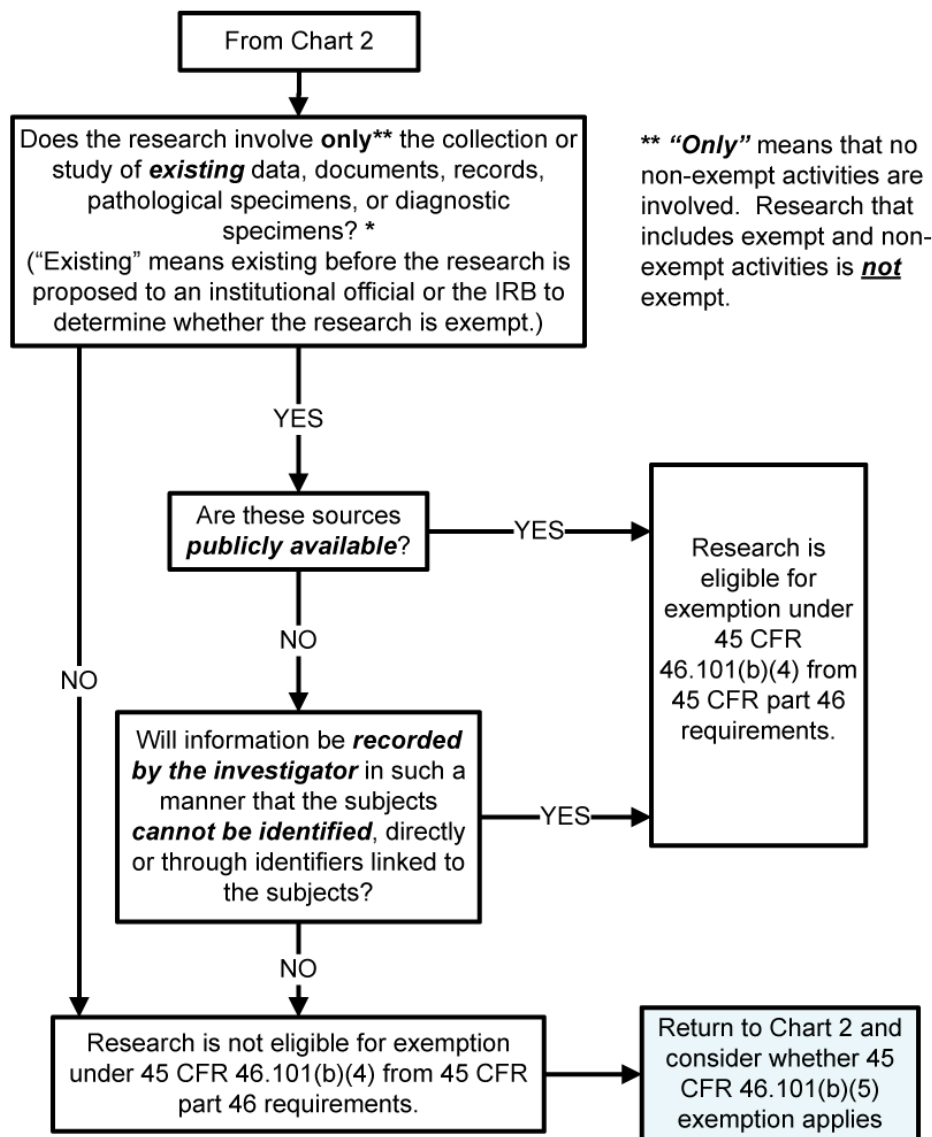 From Chart 2
Does the research involve only** the collection or
study of existing data, documents, records,
pathological specimens, or diagnostic
specimens? *
(“Existing” means existing before the research is
proposed to an institutional official or the IRB to
determine whether the research is exempt.)
** “Only” means that no
non-exempt activities are
involved.  Research that
includes exempt and non-
exempt activities is not
exempt.
YES
Are these sources
publicly available?
YES
Research is
eligible for
exemption under
45 CFR
46.101(b)(4) from
45 CFR part 46
requirements.
NO
NO
Will information be recorded
by the investigator in such a
manner that the subjects
cannot be identified, directly
or through identifiers linked to
the subjects?
YES
NO
Research is not eligible for exemption
under 45 CFR 46.101(b)(4) from 45 CFR
part 46 requirements.
Return to Chart 2 and
consider whether 45
CFR 46.101(b)(5)
exemption applies